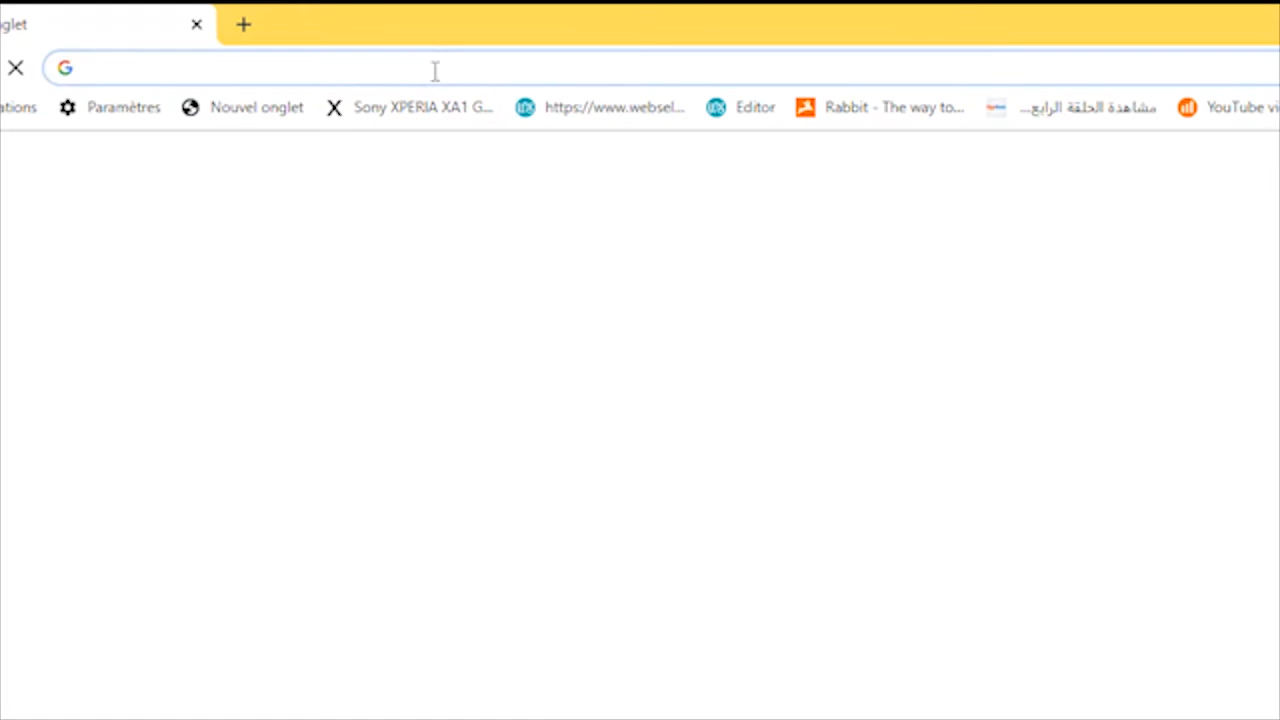 nglet
G
ations Paramètres Nouvel onglet Sony XPERIA XA1 G... https://www.websel... Editor Rabbit - The way to... مشاهدة الحلقة الرابع... YouTube vi